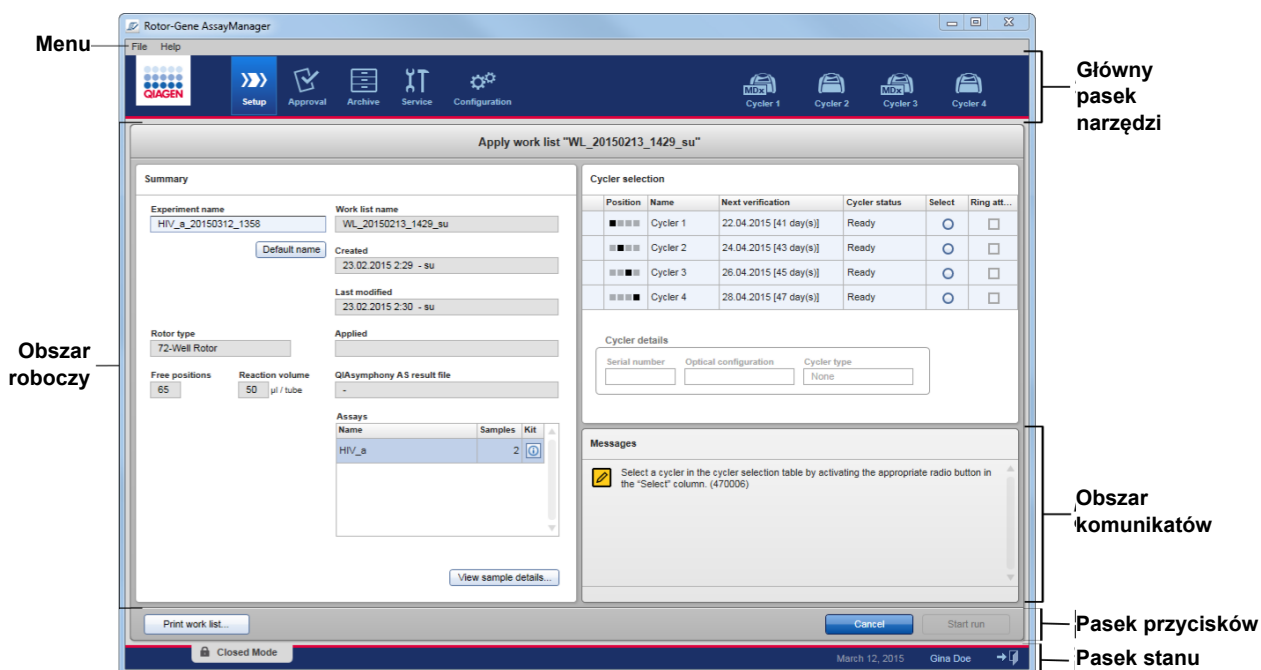 Rotor-Gene AssayManager
Menu
File Help
QIAGEN
Setup Approval Archive Service Configuration
MDx MDx
Cycler 1 Cycler 2 Cycler 3 Cycler 4
Główny
pasek
narzędzi
Apply work list "WL_20150213_1429_su"
Obszar
roboczy
Summary
Experiment name Work list name
HIV_a_20150312_1358 WL_20150213_1429_su
Default name Created
23.02.2015 2:29 - su
Last modified
23.02.2015 2:30 - su
Rotor type Applied
72-Well Rotor
Free positions Reaction volume QIAsymphony AS result file
65 50 µl / tube -
Assays
Name Samples Kit
HIV_a 2
View sample details...
Cycler selection
Position Name Next verification Cycler status Select Ring att...
Cycler 1 22.04.2015 [41 day(s)] Ready
Cycler 2 24.04.2015 [43 day(s)] Ready
Cycler 3 26.04.2015 [45 day(s)] Ready
Cycler 4 28.04.2015 [47 day(s)] Ready
Cycler details
Serial number Optical configuration Cycler type
None
Messages
Select a cycler in the cycler selection table by activating the appropriate radio button in
the "Select" column. (470006)
Obszar
komunikatów
Print work list... Cancel Start run
Pasek przycisków
Closed Mode March 12, 2015 Gina Doe
Pasek stanu